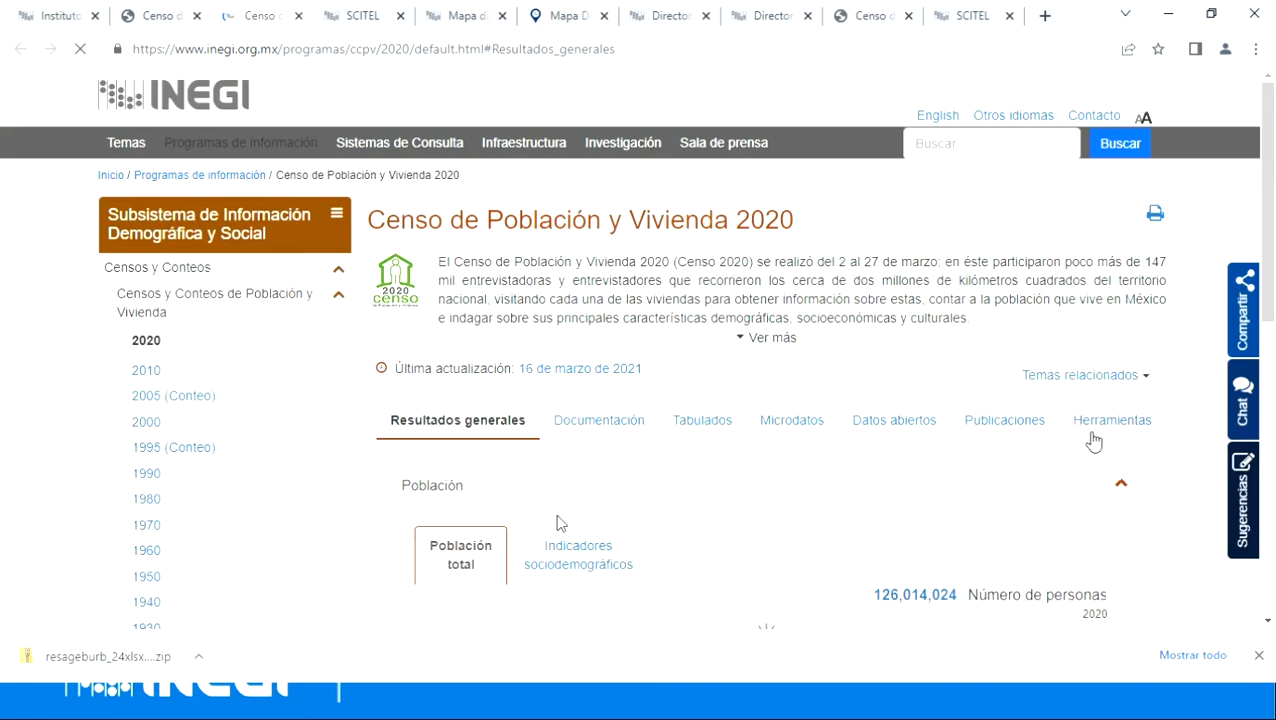 Instituto
Censo d
Censo
SCITEL
Mapa d
Mapa D
Director
Director
Censo d
SCITEL
https://www.inegi.org.mx/programas/ccpv/2020/default.html#Resultados_generales
INEGI
English Otros idiomas Contacto AA
Temas Programas de información Sistemas de Consulta Infraestructura Investigación Sala de prensa Buscar Buscar
Inicio / Programas de información / Censo de Población y Vivienda 2020
Subsistema de Información
Demográfica y Social
Censos y Conteos
Censos y Conteos de Población y
Vivienda
2020
2010
2005 (Conteo)
2000
1995 (Conteo)
1990
1980
1970
1960
1950
1940
1930
Censo de Población y Vivienda 2020
2020
censo
El Censo de Población y Vivienda 2020 (Censo 2020) se realizó del 2 al 27 de marzo; en éste participaron poco más de 147
mil entrevistadoras y entrevistadores que recorrieron los cerca de dos millones de kilómetros cuadrados del territorio
nacional, visitando cada una de las viviendas para obtener información sobre estas, contar a la población que vive en México
e indagar sobre sus principales características demográficas, socioeconómicas y culturales.
Ver más
Última actualización: 16 de marzo de 2021
Temas relacionados
Resultados generales Documentación Tabulados Microdatos Datos abiertos Publicaciones Herramientas
Población
Población
total
Indicadores
sociodemográficos
126,014,024 Número de personas
2020
Compartir
Chat
Sugerencias
resageburb_24xlsx....zip
Mostrar todo
INEGI